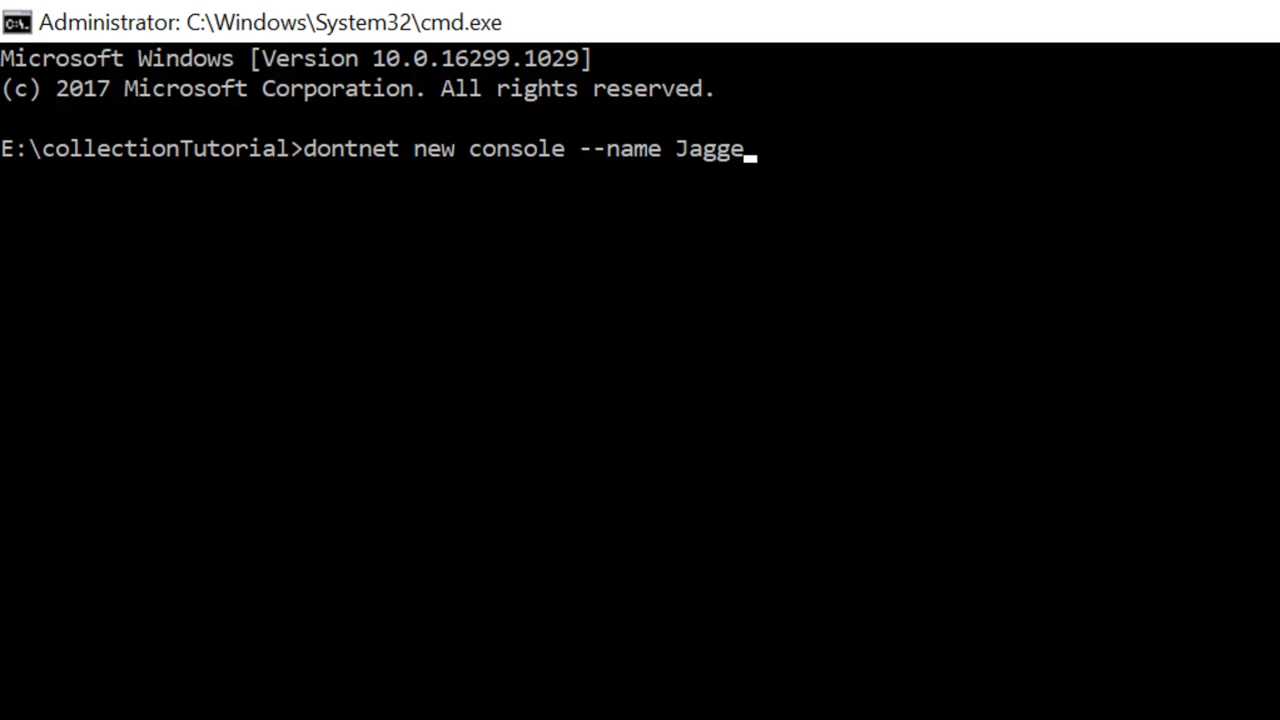 Administrator: C:\Windows\System32\cmd.exe
Microsoft Windows [Version 10.0.16299.1029]
(c) 2017 Microsoft Corporation. All rights reserved.
E:\collectionTutorial>dontnet new console --name Jagge